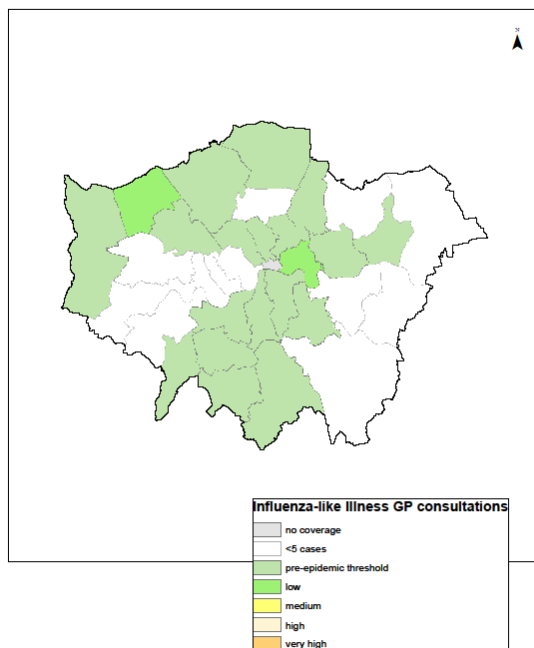 Influenza-like Illness GP consultations
no coverage
<5 cases
pre-epidemic threshold
low
medium
high
very high